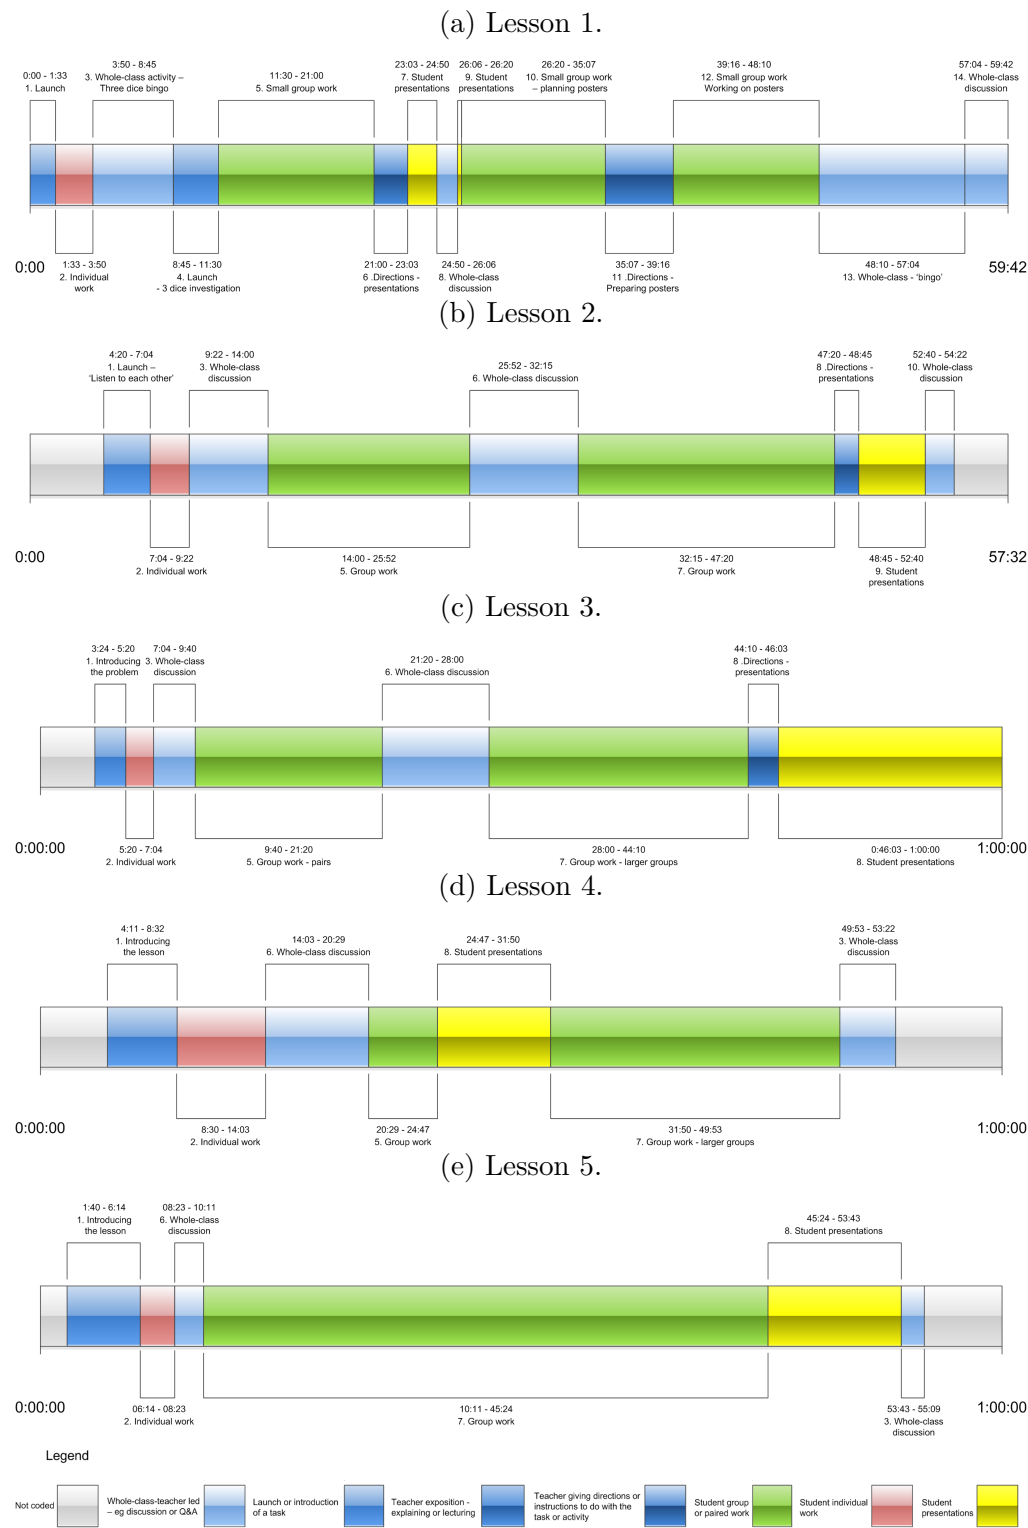 (a) Lesson 1.
0:00 - 1:33
1. Launch
3:50 - 8:45
3. Whole-class activity –
Three dice bingo
11:30 - 21:00
5. Small group work
23:03 - 24:50
7. Student
presentations
26:06 - 26:20
9. Student
presentations
26:20 - 35:07
10. Small group work
– planning posters
39:16 - 48:10
12. Small group work
Working on posters
57:04 - 59:42
14. Whole-class
discussion
0:00
1:33 - 3:50
2. Individual
work
8:45 - 11:30
4. Launch
- 3 dice investigation
21:00 - 23:03
6 .Directions -
presentations
24:50 - 26:06
8. Whole-class
discussion
35:07 - 39:16
11 .Directions -
Preparing posters
48:10 - 57:04
13. Whole-class - ‘bingo’
59:42
(b) Lesson 2.
4:20 - 7:04
1. Launch –
‘Listen to each other’
9:22 - 14:00
3. Whole-class
discussion
25:52 - 32:15
6. Whole-class discussion
47:20 - 48:45
8 .Directions -
presentations
52:40 - 54:22
10. Whole-class
discussion
0:00
7:04 - 9:22
2. Individual work
14:00 - 25:52
5. Group work
32:15 - 47:20
7. Group work
48:45 - 52:40
9. Student
presentations
57:32
(c) Lesson 3.
3:24 - 5:20
1. Introducing
the problem
7:04 - 9:40
3. Whole-class
discussion
21:20 - 28:00
6. Whole-class discussion
44:10 - 46:03
8 .Directions -
presentations
0:00:00
5:20 - 7:04
2. Individual work
9:40 - 21:20
5. Group work - pairs
28:00 - 44:10
7. Group work - larger groups
0:46:03 - 1:00:00
8. Student presentations
1:00:00
(d) Lesson 4.
4:11 - 8:32
1. Introducing
the lesson
14:03 - 20:29
6. Whole-class discussion
24:47 - 31:50
8. Student presentations
49:53 - 53:22
3. Whole-class
discussion
0:00:00
8:30 - 14:03
2. Individual work
20:29 - 24:47
5. Group work
31:50 - 49:53
7. Group work - larger groups
1:00:00
(e) Lesson 5.
1:40 - 6:14
1. Introducing
the lesson
08:23 - 10:11
6. Whole-class
discussion
45:24 - 53:43
8. Student presentations
0:00:00
06:14 - 08:23
2. Individual work
10:11 - 45:24
7. Group work
53:43 - 55:09
3. Whole-class
discussion
1:00:00
Legend
Not coded
Whole-class-teacher led
– eg discussion or Q&A
Launch or introduction
of a task
Teacher exposition -
explaining or lecturing
Teacher giving directions or
instructions to do with the
task or activity
Student group
or paired work
Student individual
work
Student
presentations